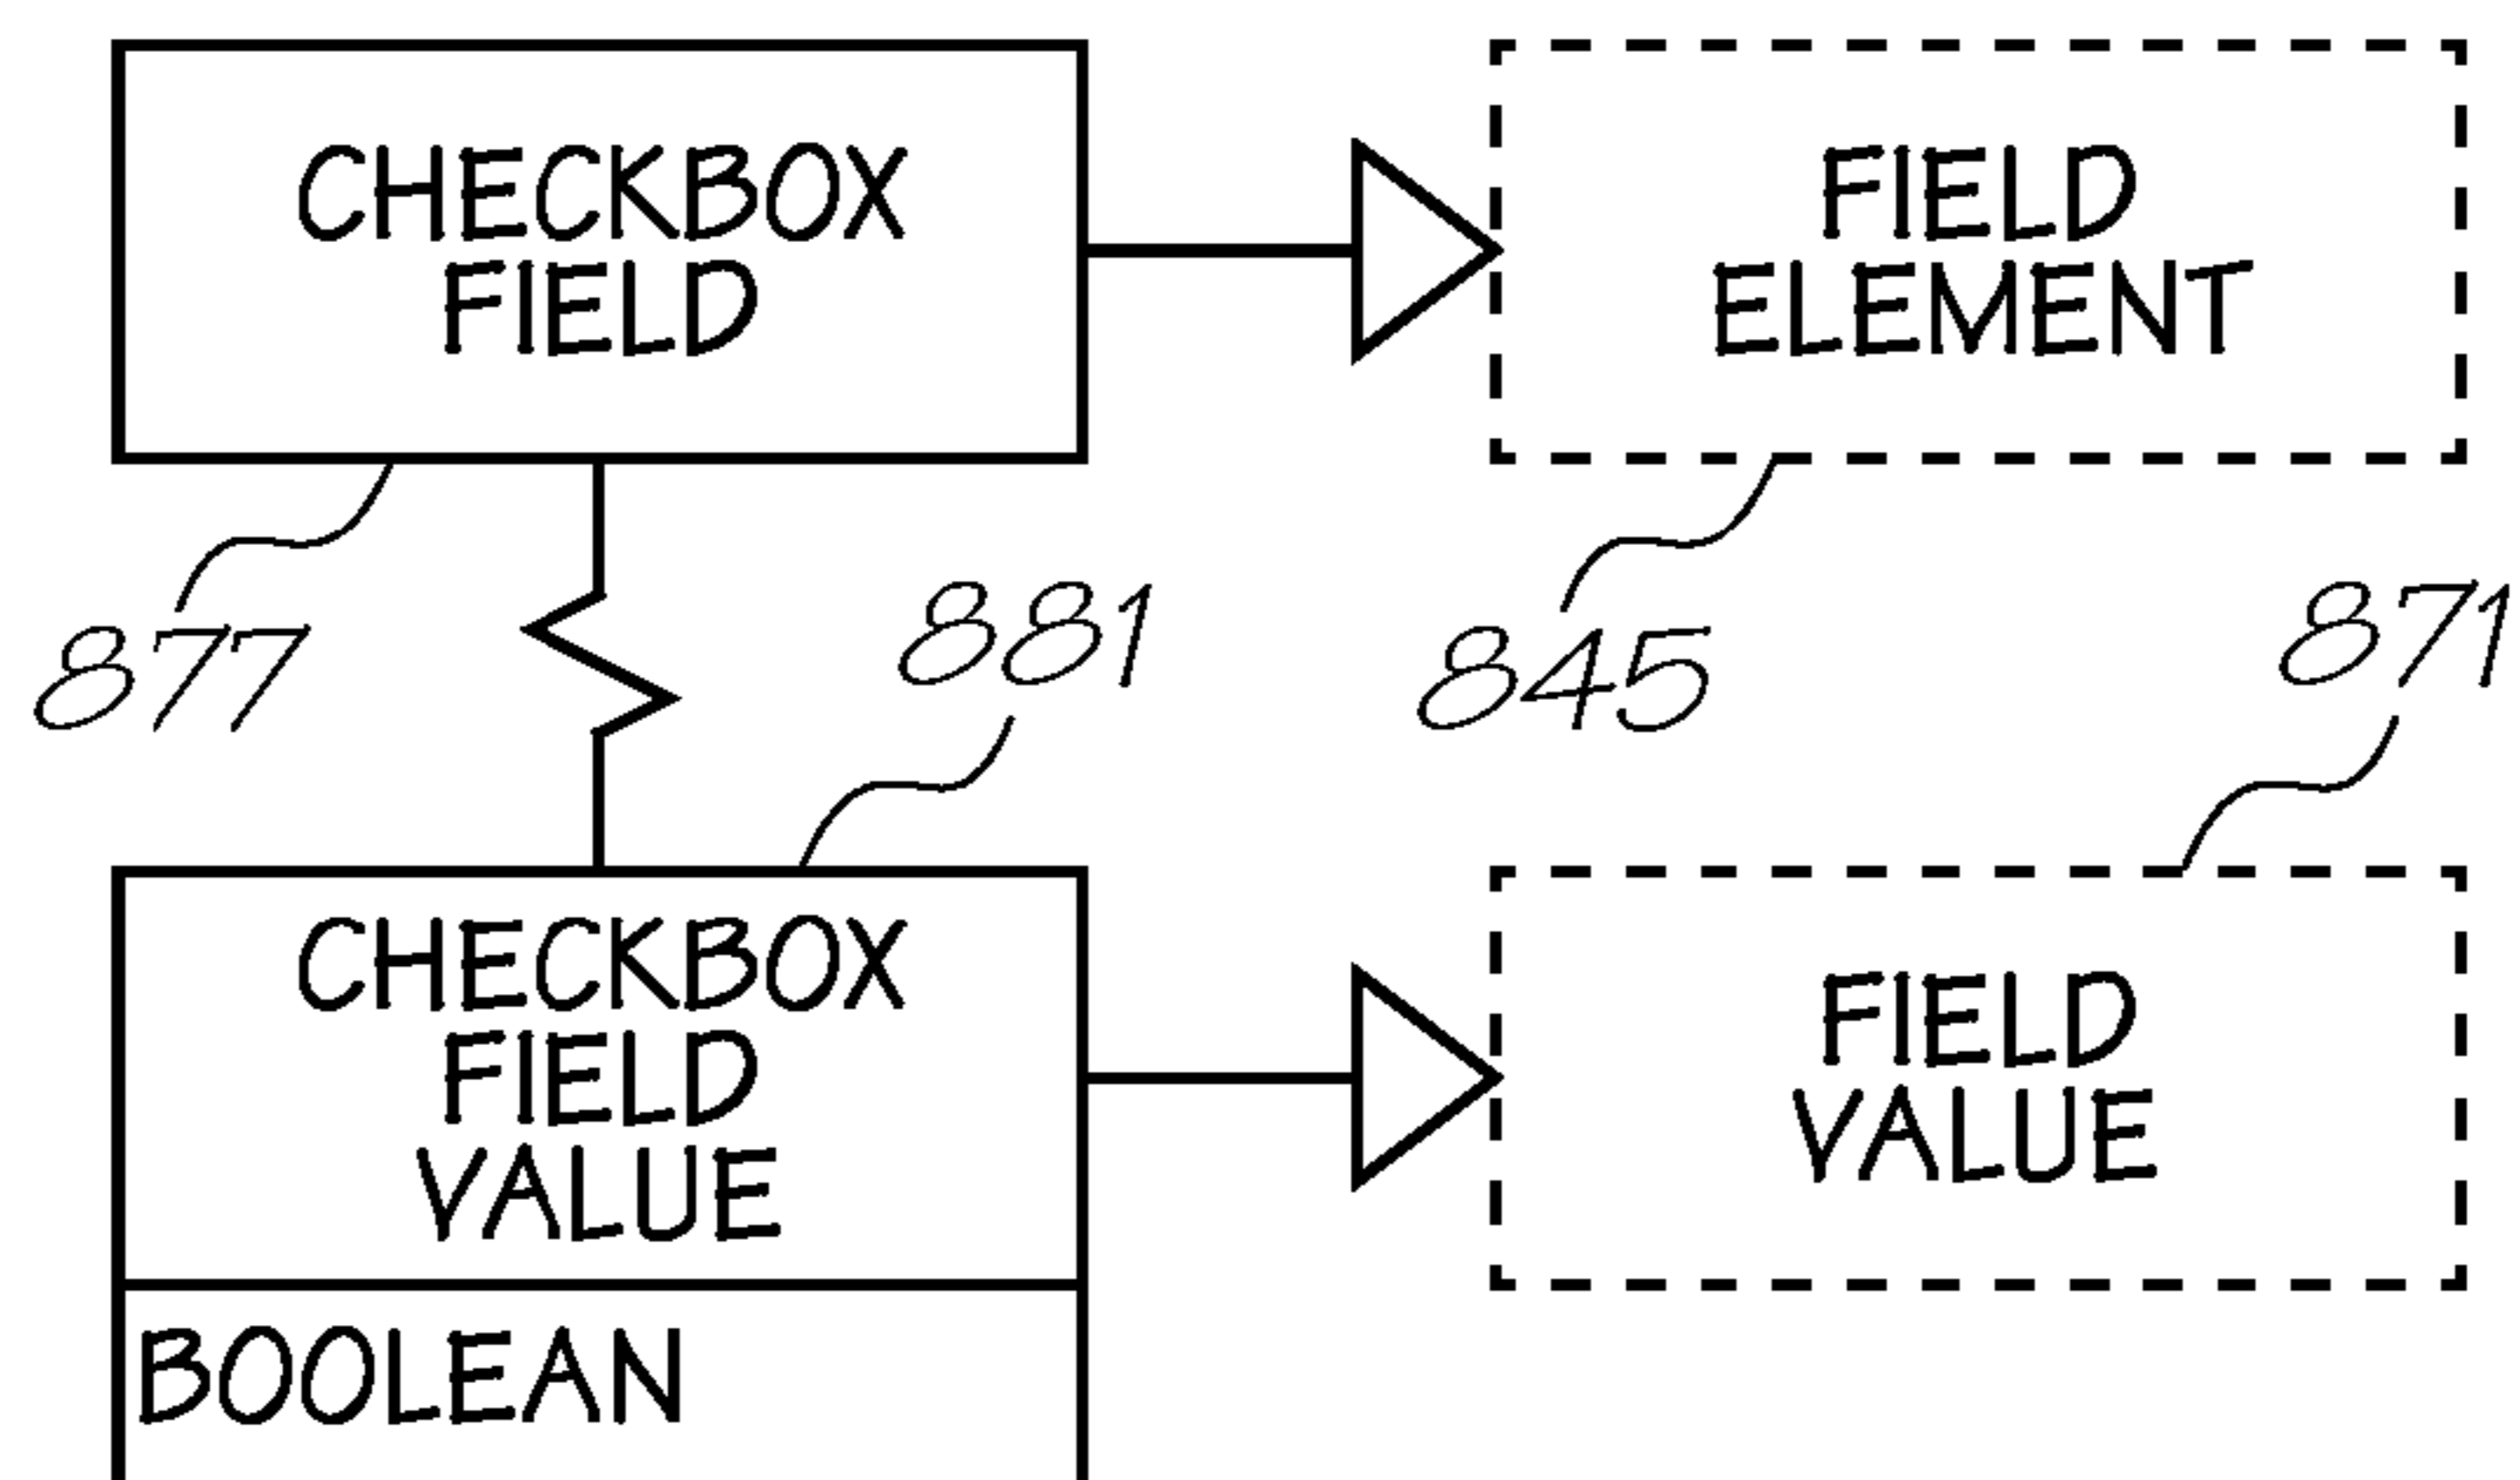 CHECKBOX
FIELD
FIELD
ELEMENT
877
881
845
871
CHECKBOX
FIELD
VALUE
FIELD
VALUE
BOOLEAN